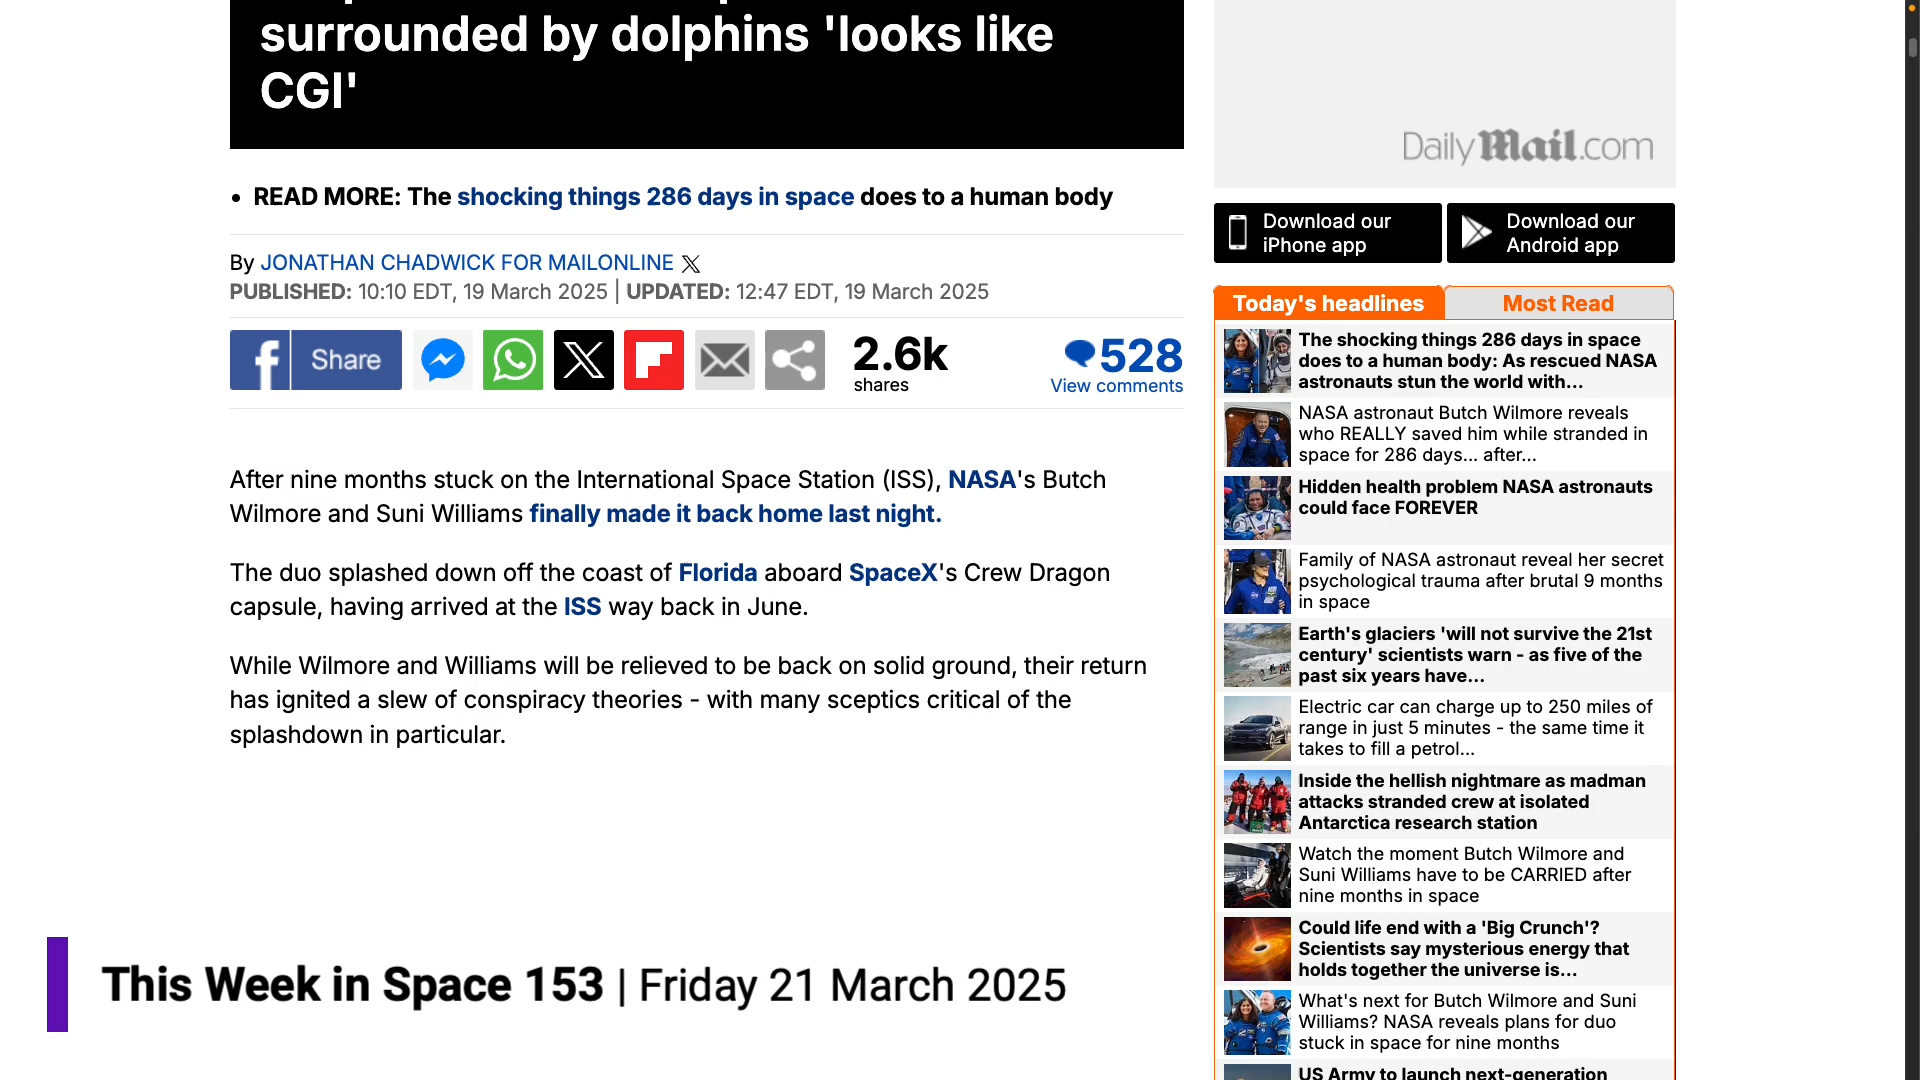 surrounded by dolphins 'looks like
CGI'
• READ MORE: The shocking things 286 days in space does to a human body
By JONATHAN CHADWICK FOR MAILONLINE
PUBLISHED: 10:10 EDT, 19 March 2025 | UPDATED: 12:47 EDT, 19 March 2025
f Share
2.6k
shares
528
View comments
After nine months stuck on the International Space Station (ISS), NASA's Butch
Wilmore and Suni Williams finally made it back home last night.
The duo splashed down off the coast of Florida aboard SpaceX's Crew Dragon
capsule, having arrived at the ISS way back in June.
While Wilmore and Williams will be relieved to be back on solid ground, their return
has ignited a slew of conspiracy theories - with many sceptics critical of the
splashdown in particular.
This Week in Space 153 | Friday 21 March 2025
DailyMail.com
Download our
iPhone app
Download our
Android app
Today's headlines
Most Read
The shocking things 286 days in space
does to a human body: As rescued NASA
astronauts stun the world with...
NASA astronaut Butch Wilmore reveals
who REALLY saved him while stranded in
space for 286 days... after...
Hidden health problem NASA astronauts
could face FOREVER
Family of NASA astronaut reveal her secret
psychological trauma after brutal 9 months
in space
Earth's glaciers 'will not survive the 21st
century' scientists warn - as five of the
past six years have...
Electric car can charge up to 250 miles of
range in just 5 minutes - the same time it
takes to fill a petrol...
Inside the hellish nightmare as madman
attacks stranded crew at isolated
Antarctica research station
Watch the moment Butch Wilmore and
Suni Williams have to be CARRIED after
nine months in space
Could life end with a 'Big Crunch'?
Scientists say mysterious energy that
holds together the universe is...
What's next for Butch Wilmore and Suni
Williams? NASA reveals plans for duo
stuck in space for nine months
US Army to launch next-generation